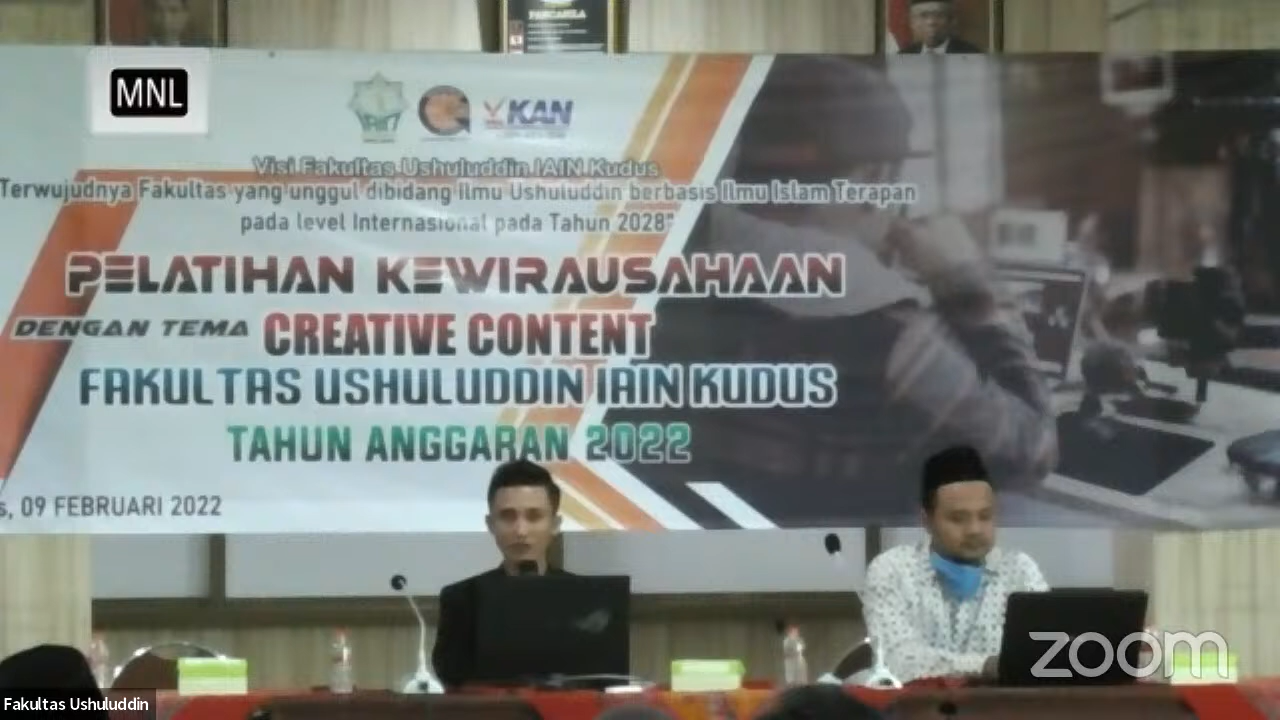 PANCASILA
MNL
KAN
Visi Fakultas Ushuluddin IAIN Kudus
Terwujudnya Fakultas yang unggul dibidang Ilmu Ushuluddin berbasis Ilmu Islam Terapan
pada level Internasional pada Tahun 2028"
PELATIHAN KEWIRAUSAHAAN
DENGAN TEMA CREATIVE CONTENT
FAKULTAS USHULUDDIN IAIN KUDUS
TAHUN ANGGARAN 2022
s, 09 FEBRUARI 2022
zoom
Fakultas Ushuluddin